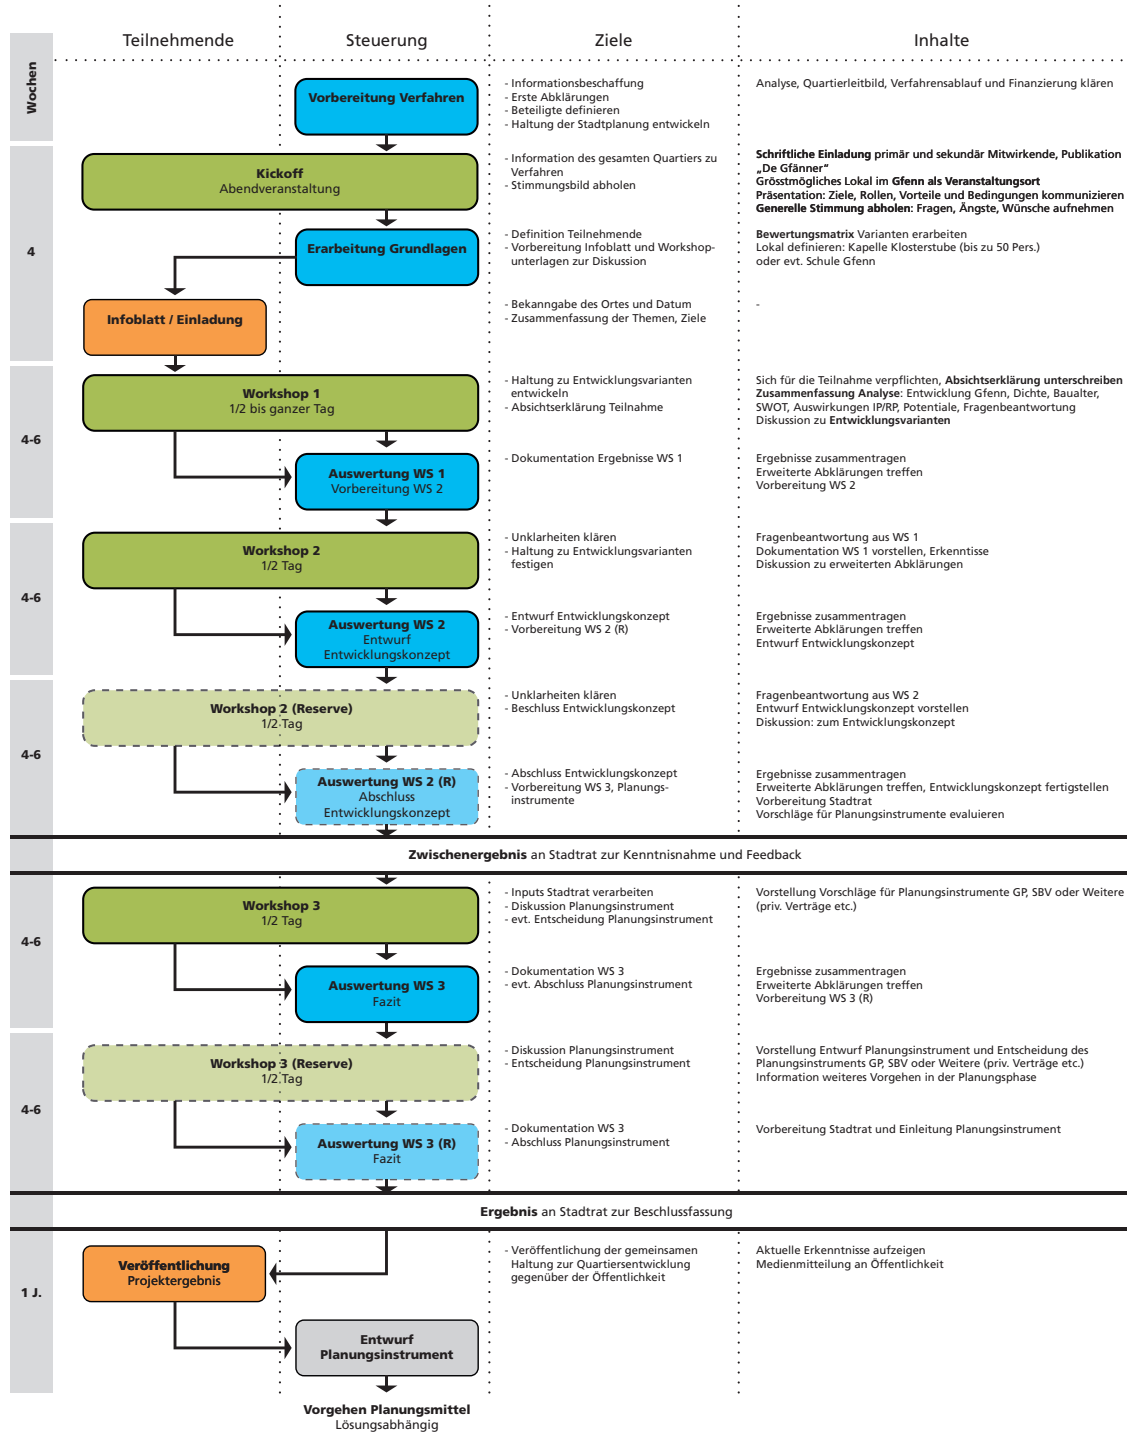 Teilnehmende
Steuerung
Ziele
Inhalte
Wochen
Vorbereitung Verfahren
- Informationsbeschaffung
- Erste Abklärungen
- Beteiligte definieren
- Haltung der Stadtplanung entwickeln
Analyse, Quartierleitbild, Verfahrensablauf und Finanzierung klären
4
Kickoff
Abendveranstaltung
- Information des gesamten Quartiers zu
Verfahren
- Stimmungsbild abholen
Schriftliche Einladung primär und sekundär Mitwirkende, Publikation
„De Gfänner“
Grösstmögliches Lokal im Gfenn als Veranstaltungsort
Präsentation: Ziele, Rollen, Vorteile und Bedingungen kommunizieren
Generelle Stimmung abholen: Fragen, Ängste, Wünsche aufnehmen
Erarbeitung Grundlagen
- Definition Teilnehmende
- Vorbereitung Infoblatt und Workshop-
unterlagen zur Diskussion
Bewertungsmatrix Varianten erarbeiten
Lokal definieren: Kapelle Klosterstube (bis zu 50 Pers.)
oder evt. Schule Gfenn
Infoblatt / Einladung
- Bekanngabe des Ortes und Datum
- Zusammenfassung der Themen, Ziele
-
4-6
Workshop 1
1/2 bis ganzer Tag
- Haltung zu Entwicklungsvarianten
entwickeln
- Absichtserklärung Teilnahme
Sich für die Teilnahme verpflichten, Absichtserklärung unterschreiben
Zusammenfassung Analyse: Entwicklung Gfenn, Dichte, Baualter,
SWOT, Auswirkungen IP/RP, Potentiale, Fragenbeantwortung
Diskussion zu Entwicklungsvarianten
Auswertung WS 1
Vorbereitung WS 2
- Dokumentation Ergebnisse WS 1
Ergebnisse zusammentragen
Erweiterte Abklärungen treffen
Vorbereitung WS 2
4-6
Workshop 2
1/2 Tag
- Unklarheiten klären
- Haltung zu Entwicklungsvarianten
festigen
Fragenbeantwortung aus WS 1
Dokumentation WS 1 vorstellen, Erkenntisse
Diskussion zu erweiterten Abklärungen
Auswertung WS 2
Entwurf
Entwicklungskonzept
- Entwurf Entwicklungskonzept
- Vorbereitung WS 2 (R)
Ergebnisse zusammentragen
Erweiterte Abklärungen treffen
Entwurf Entwicklungskonzept
4-6
Workshop 2 (Reserve)
1/2 Tag
- Unklarheiten klären
- Beschluss Entwicklungskonzept
Fragenbeantwortung aus WS 2
Entwurf Entwicklungskonzept vorstellen
Diskussion: zum Entwicklungskonzept
Auswertung WS 2 (R)
Abschluss
Entwicklungskonzept
- Abschluss Entwicklungskonzept
- Vorbereitung WS 3, Planungs-
instrumente
Ergebnisse zusammentragen
Erweiterte Abklärungen treffen, Entwicklungskonzept fertigstellen
Vorbereitung Stadtrat
Vorschläge für Planungsinstrumente evaluieren
Zwischenergebnis an Stadtrat zur Kenntnisnahme und Feedback
4-6
Workshop 3
1/2 Tag
- Inputs Stadtrat verarbeiten
- Diskussion Planungsinstrument
- evt. Entscheidung Planungsinstrument
Vorstellung Vorschläge für Planungsinstrumente GP, SBV oder Weitere
(priv. Verträge etc.)
Auswertung WS 3
Fazit
- Dokumentation WS 3
- evt. Abschluss Planungsinstrument
Ergebnisse zusammentragen
Erweiterte Abklärungen treffen
Vorbereitung WS 3 (R)
4-6
Workshop 3 (Reserve)
1/2 Tag
- Diskussion Planungsinstrument
- Entscheidung Planungsinstrument
Vorstellung Entwurf Planungsinstrument und Entscheidung des
Planungsinstruments GP, SBV oder Weitere (priv. Verträge etc.)
Information weiteres Vorgehen in der Planungsphase
Auswertung WS 3 (R)
Fazit
- Dokumentation WS 3
- Abschluss Planungsinstrument
Vorbereitung Stadtrat und Einleitung Planungsinstrument
Ergebnis an Stadtrat zur Beschlussfassung
1 J.
Veröffentlichung
Projektergebnis
- Veröffentlichung der gemeinsamen
Haltung zur Quartiersentwicklung
gegenüber der Öffentlichkeit
Aktuelle Erkenntnisse aufzeigen
Medienmitteilung an Öffentlichkeit
Entwurf
Planungsinstrument
Vorgehen Planungsmittel
Lösungsabhängig